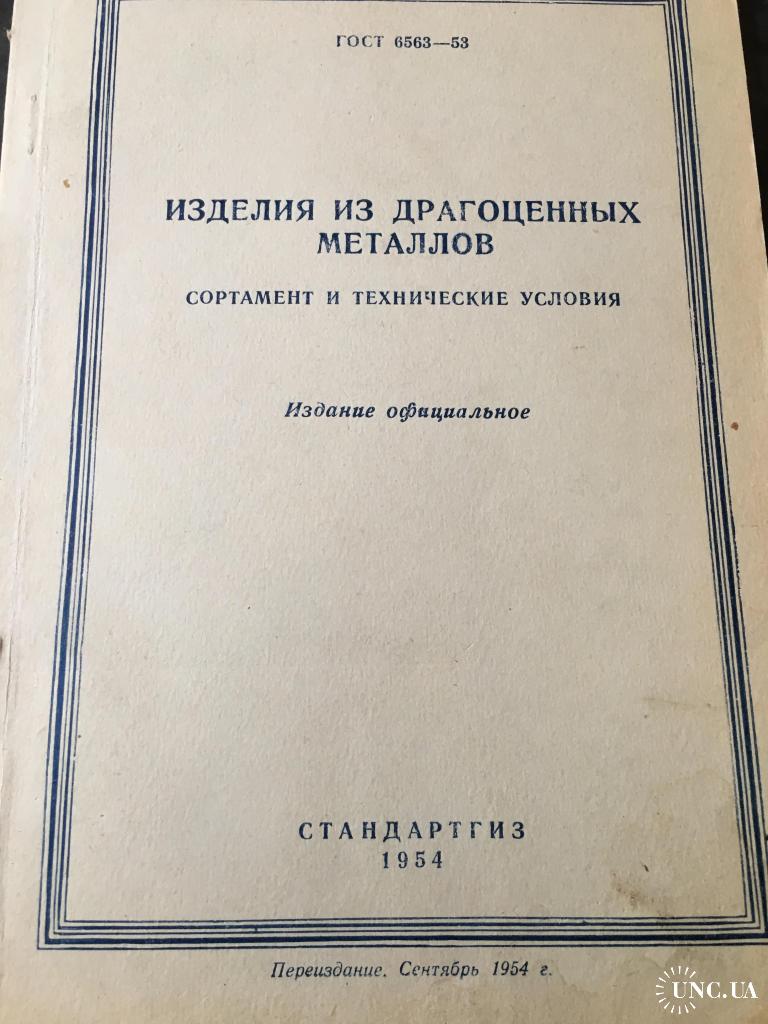 ГОСТ 6563—53
ИЗДЕЛИЯ ИЗ ДРАГОЦЕННЫХ
МЕТАЛЛОВ
СОРТАМЕНТ И ТЕХНИЧЕСКИЕ УСЛОВИЯ
Издание официальное
СТАНДАРТГИЗ
1954
Переиздание. Сентябрь 1954 г.
UNC.UA